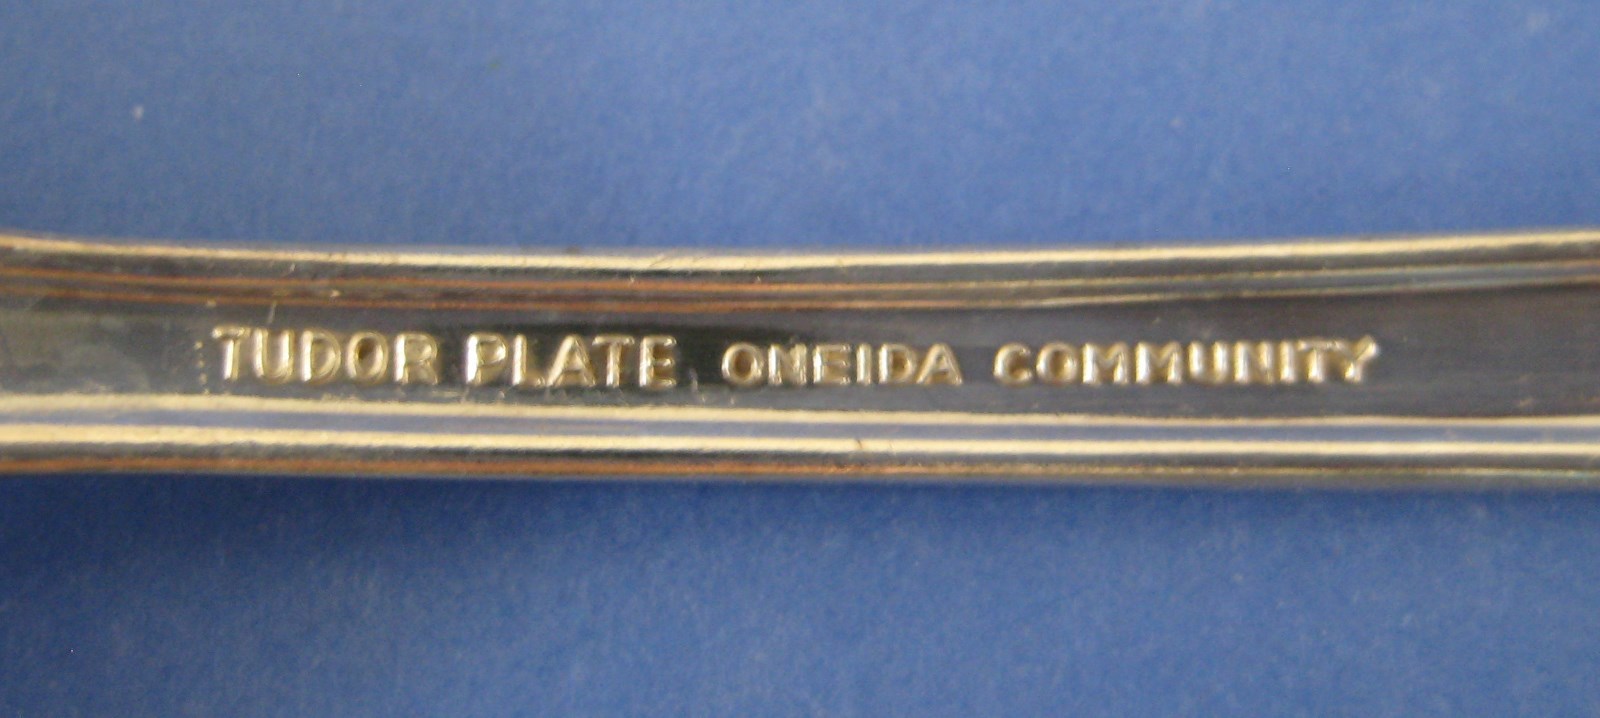 TUDOR PLATE ONEIDA COMMUNITY